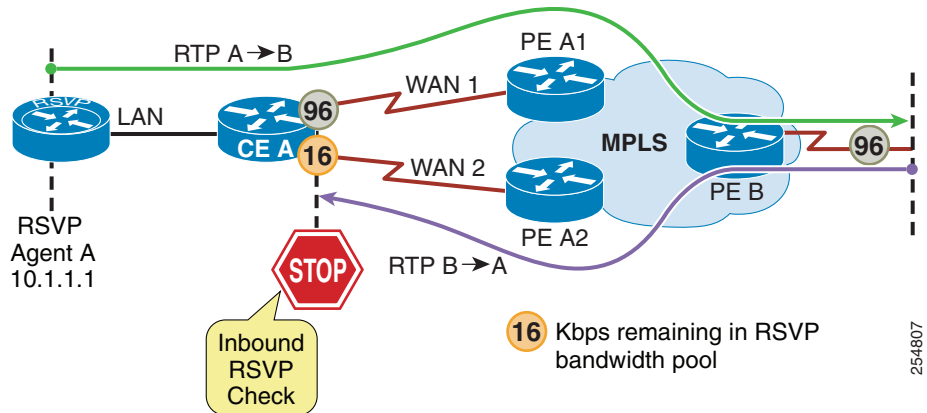 RTP A→B
PE A1
RSVP
LAN
WAN 1
96
CE A
16
WAN 2
MPLS
96
PE B
PE A2
RSVP
Agent A
10.1.1.1
STOP
RTP B→A
Inbound
RSVP
Check
16 Kbps remaining in RSVP
bandwidth pool
254807